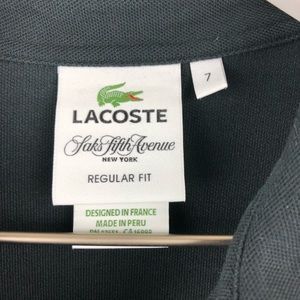 7
LACOSTE
Saks Fifth Avenue
NEW YORK
REGULAR FIT
DESIGNED IN FRANCE
MADE IN PERU